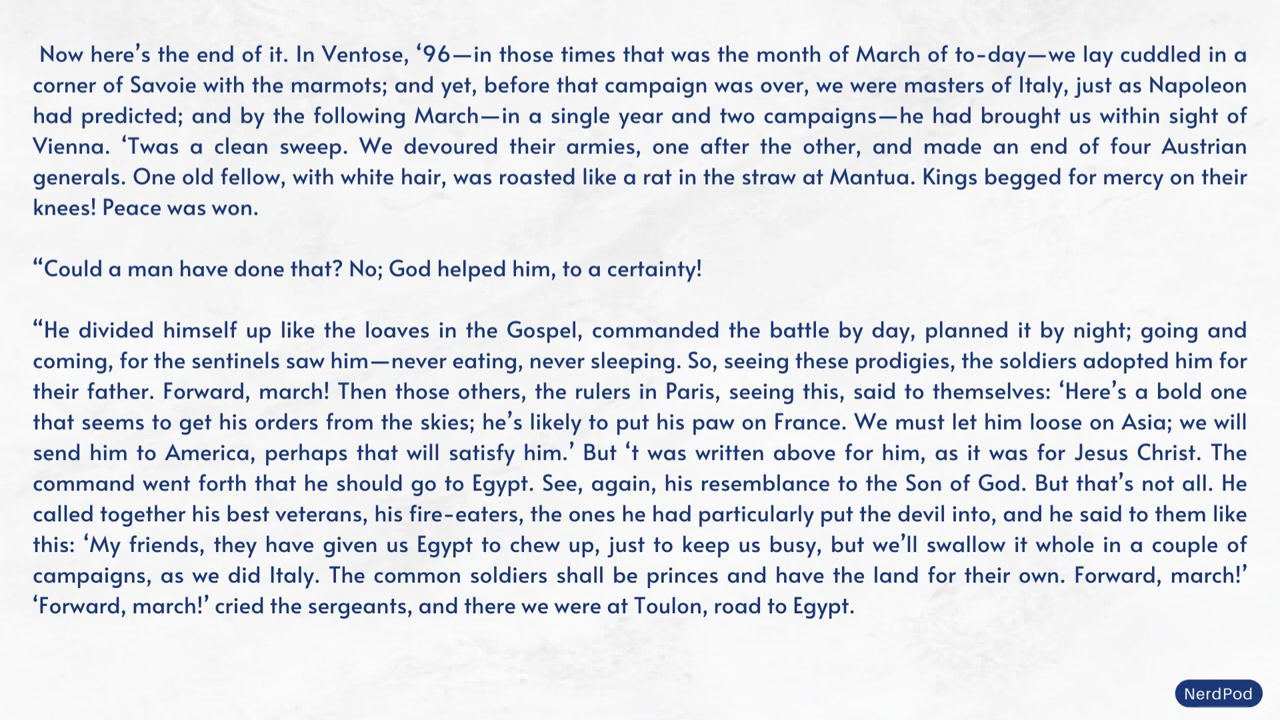 Now here’s the end of it. In Ventose, ‘96—in those times that was the month of March of to-day—we lay cuddled in a
corner of Savoie with the marmots; and yet, before that campaign was over, we were masters of Italy, just as Napoleon
had predicted; and by the following March—in a single year and two campaigns—he had brought us within sight of
Vienna. ‘Twas a clean sweep. We devoured their armies, one after the other, and made an end of four Austrian
generals. One old fellow, with white hair, was roasted like a rat in the straw at Mantua. Kings begged for mercy on their
knees! Peace was won.
“Could a man have done that? No; God helped him, to a certainty!
“He divided himself up like the loaves in the Gospel, commanded the battle by day, planned it by night; going and
coming, for the sentinels saw him—never eating, never sleeping. So, seeing these prodigies, the soldiers adopted him for
their father. Forward, march! Then those others, the rulers in Paris, seeing this, said to themselves: ‘Here’s a bold one
that seems to get his orders from the skies; he’s likely to put his paw on France. We must let him loose on Asia; we will
send him to America, perhaps that will satisfy him.’ But ‘t was written above for him, as it was for Jesus Christ. The
command went forth that he should go to Egypt. See, again, his resemblance to the Son of God. But that’s not all. He
called together his best veterans, his fire-eaters, the ones he had particularly put the devil into, and he said to them like
this: ‘My friends, they have given us Egypt to chew up, just to keep us busy, but we’ll swallow it whole in a couple of
campaigns, as we did Italy. The common soldiers shall be princes and have the land for their own. Forward, march!’
‘Forward, march!’ cried the sergeants, and there we were at Toulon, road to Egypt.
NerdPod